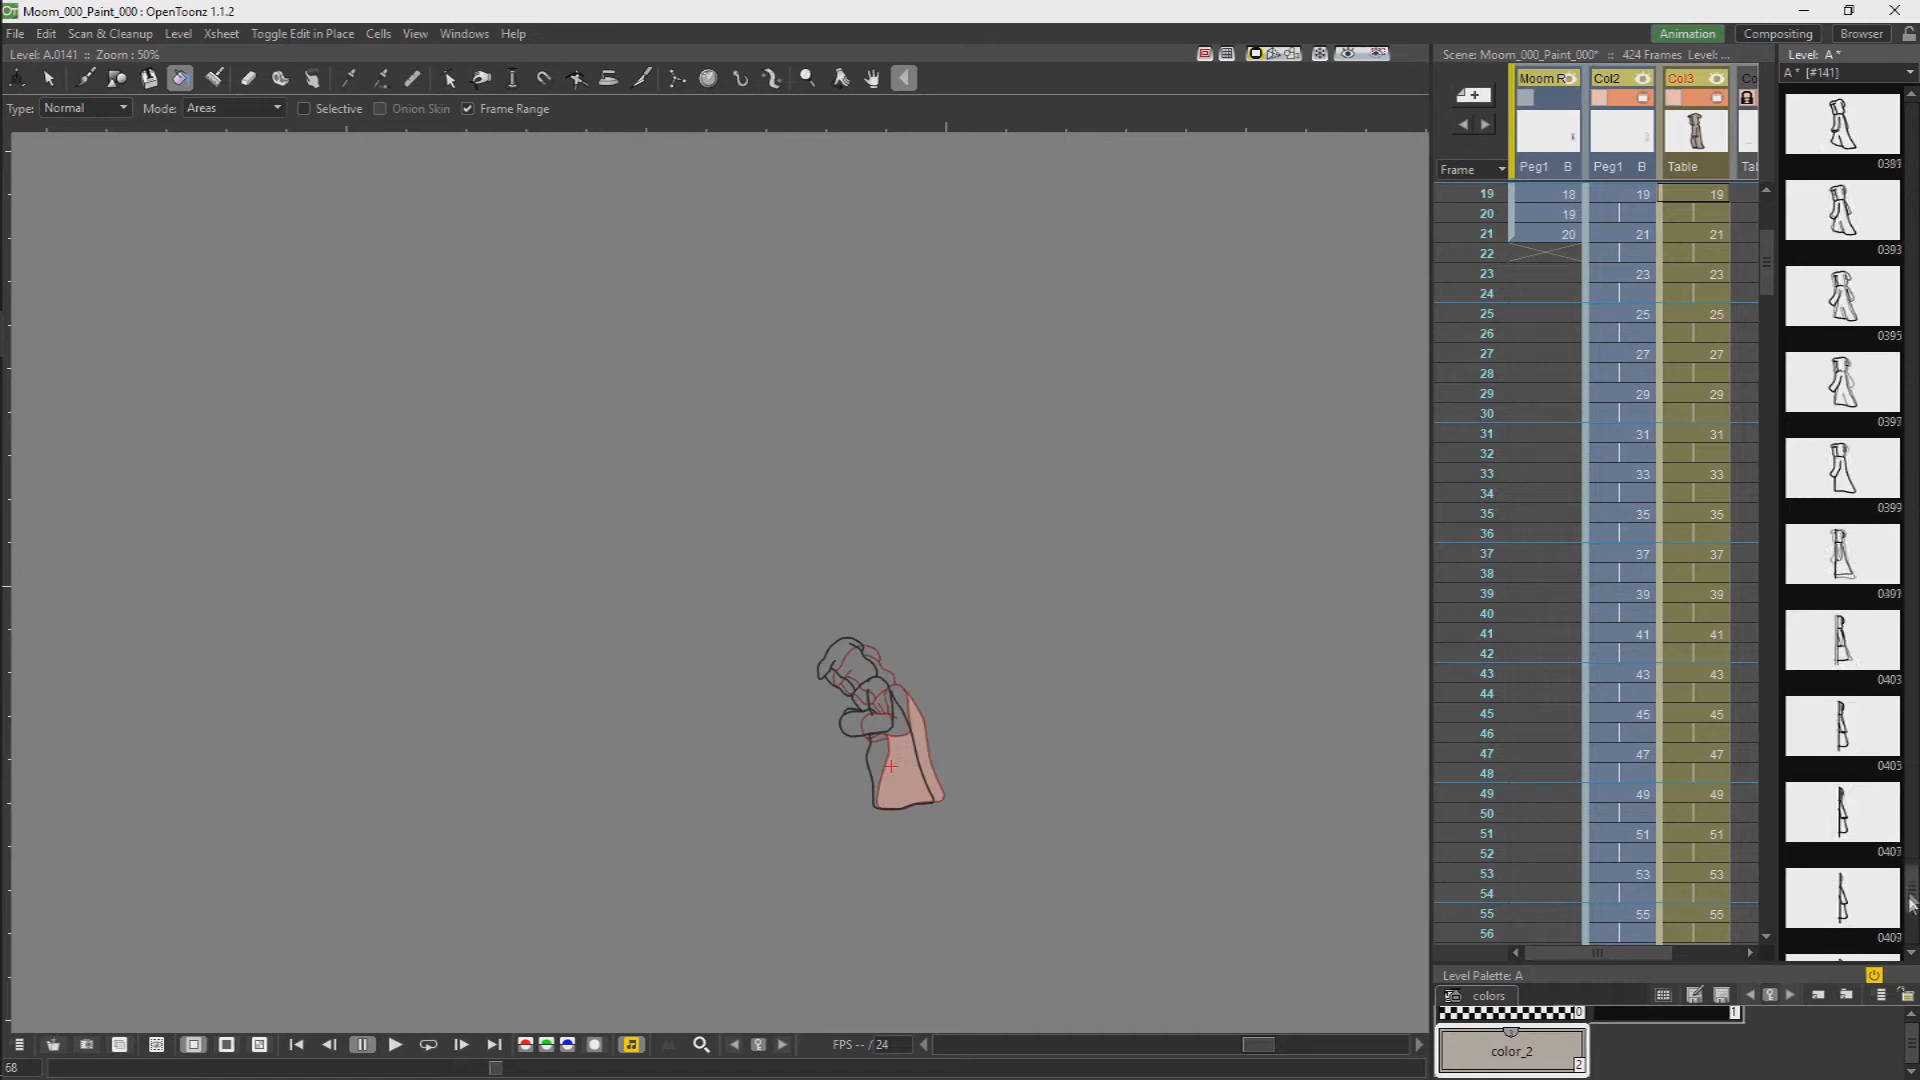 Moom_000_Paint_000 : OpenToonz 1.1.2
File Edit Scan & Cleanup Level Xsheet Toggle Edit in Place Cells View Windows Help
Animation Compositing Browser
Level: A.0141 :: Zoom : 50%
Scene: Moom_000_Paint_000* :: 424 Frames Level: ...
Level: A *
A * [#141]
Type: Normal Mode: Areas Selective Onion Skin Frame Range
Moom R Col2 Col3 Co
Frame Peg1 B Peg1 B Table Tal
19 18 19 19
20 19
21 20 21 21
22
23 23 23
24
25 25 25
26
27 27 27
28
29 29 29
30
31 31 31
32
33 33 33
34
35 35 35
36
37 37 37
38
39 39 39
40
41 41 41
42
43 43 43
44
45 45 45
46
47 47 47
48
49 49 49
50
51 51 51
52
53 53 53
54
55 55 55
56
0393
0395
0397
0399
0403
0405
0407
0409
Level Palette: A
colors
0
1
color_2
2
FPS -- /24
68